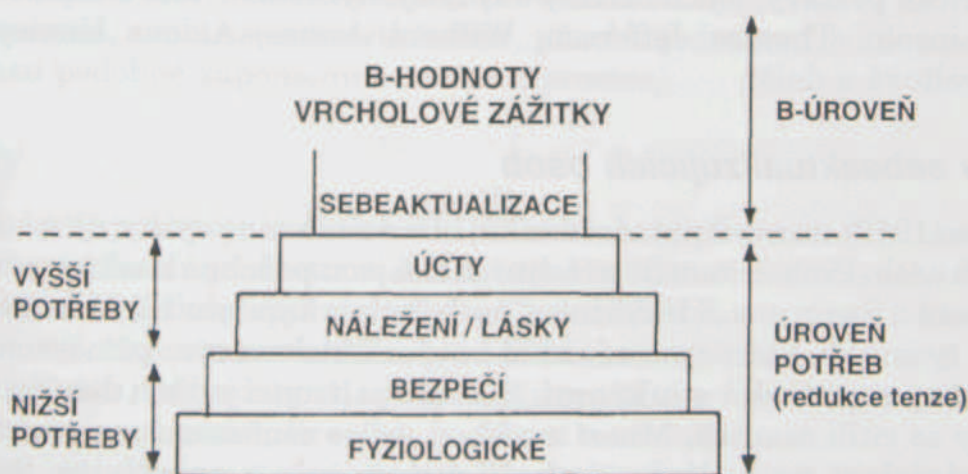 B-HODNOTY
VRCHOLOVÉ ZÁŽITKY
B-ÚROVEŇ
SEBEAKTUALIZACE
VYŠŠÍ
POTŘEBY
ÚCTY
NÁLEŽENÍ / LÁSKY
ÚROVEŇ
POTŘEB
(redukce tenze)
NIŽŠÍ
POTŘEBY
BEZPEČÍ
FYZIOLOGICKÉ